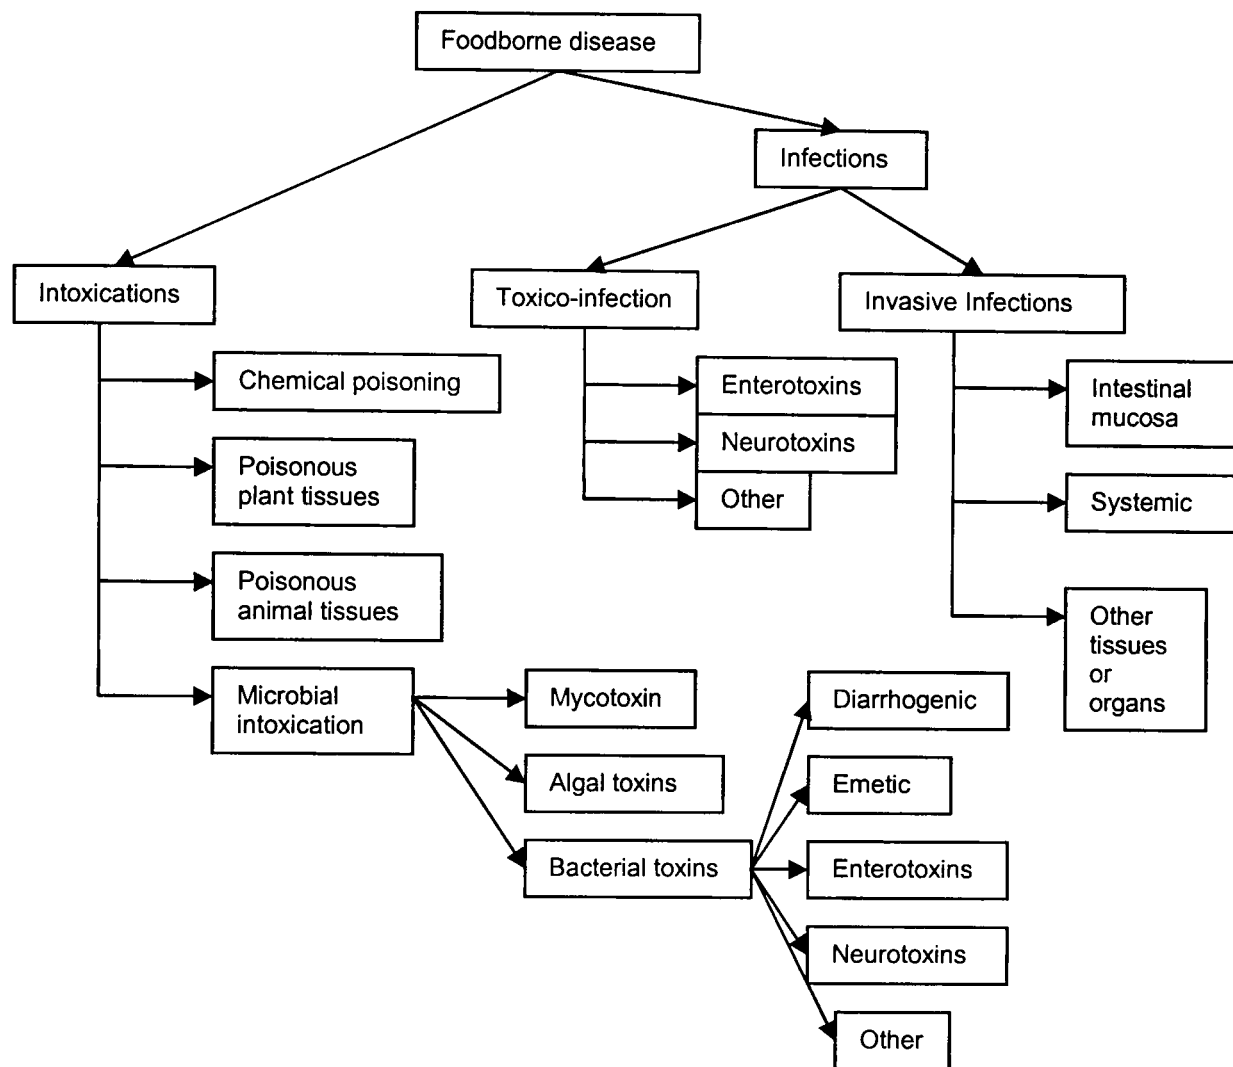 Foodborne disease
Infections
Intoxications
Toxico-infection
Invasive Infections
Chemical poisoning
Poisonous
plant tissues
Poisonous
animal tissues
Microbial
intoxication
Enterotoxins
Neurotoxins
Other
Intestinal
mucosa
Systemic
Other
tissues
or
organs
Mycotoxin
Algal toxins
Bacterial toxins
Diarrhogenic
Emetic
Enterotoxins
Neurotoxins
Other